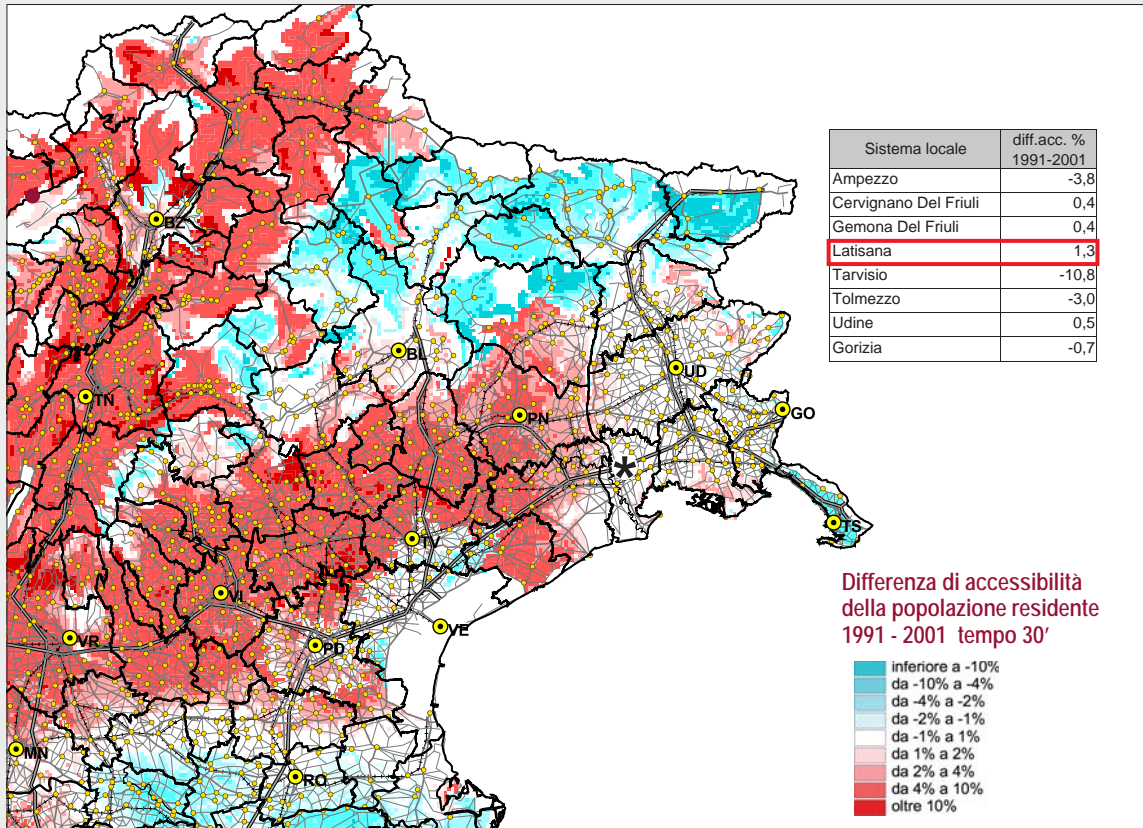 Sistema locale diff.acc. % 1991-2001
Ampezzo -3,8
Cervignano Del Friuli 0,4
Gemona Del Friuli 0,4
Latisana 1,3
Tarvisio -10,8
Tolmezzo -3,0
Udine 0,5
Gorizia -0,7
BZ
BL
UD
TN
PN
GO
*
TS
TV
VI
VE
VR
PD
MN
RO
Differenza di accessibilità
della popolazione residente
1991 - 2001 tempo 30'
inferiore a -10%
da -10% a -4%
da -4% a -2%
da -2% a -1%
da -1% a 1%
da 1% a 2%
da 2% a 4%
da 4% a 10%
oltre 10%